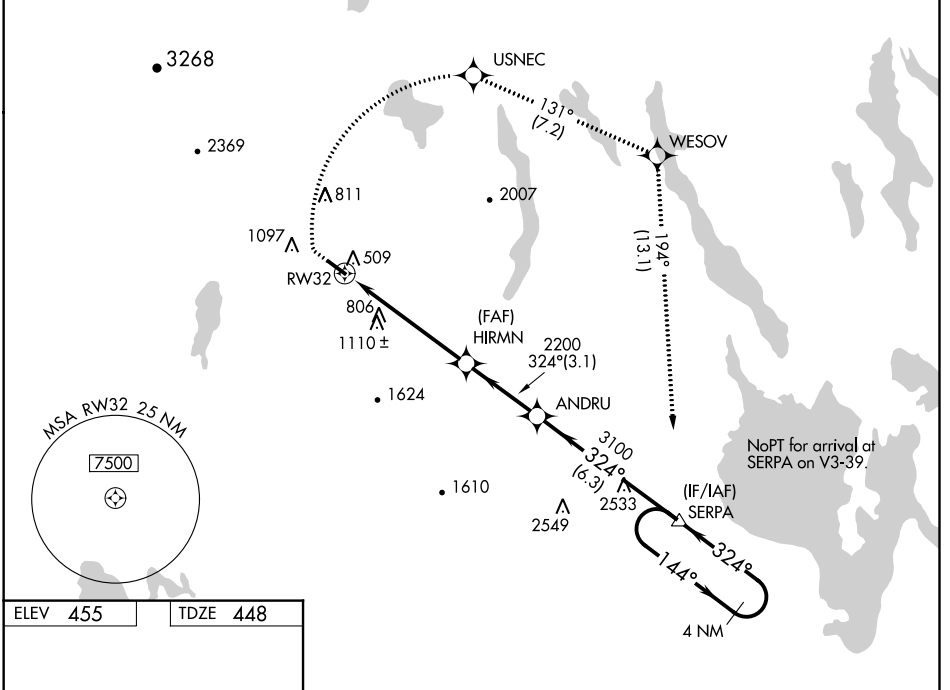 3268
USNEC
131°
(7.2)
2369
WESOV
811
2007
1097
509
194°
(13.1)
RW32
806
(FAF)
HIRMN
1110 ±
2200
324°(3.1)
1624
ANDRU
MSA RW32 25 NM
7500
3100
324°
(6.3)
NoPT for arrival at
SERPA on V3-39.
1610
2533
(IF/IAF)
SERPA
2549
324°
144°
4 NM
ELEV 455
TDZE 448